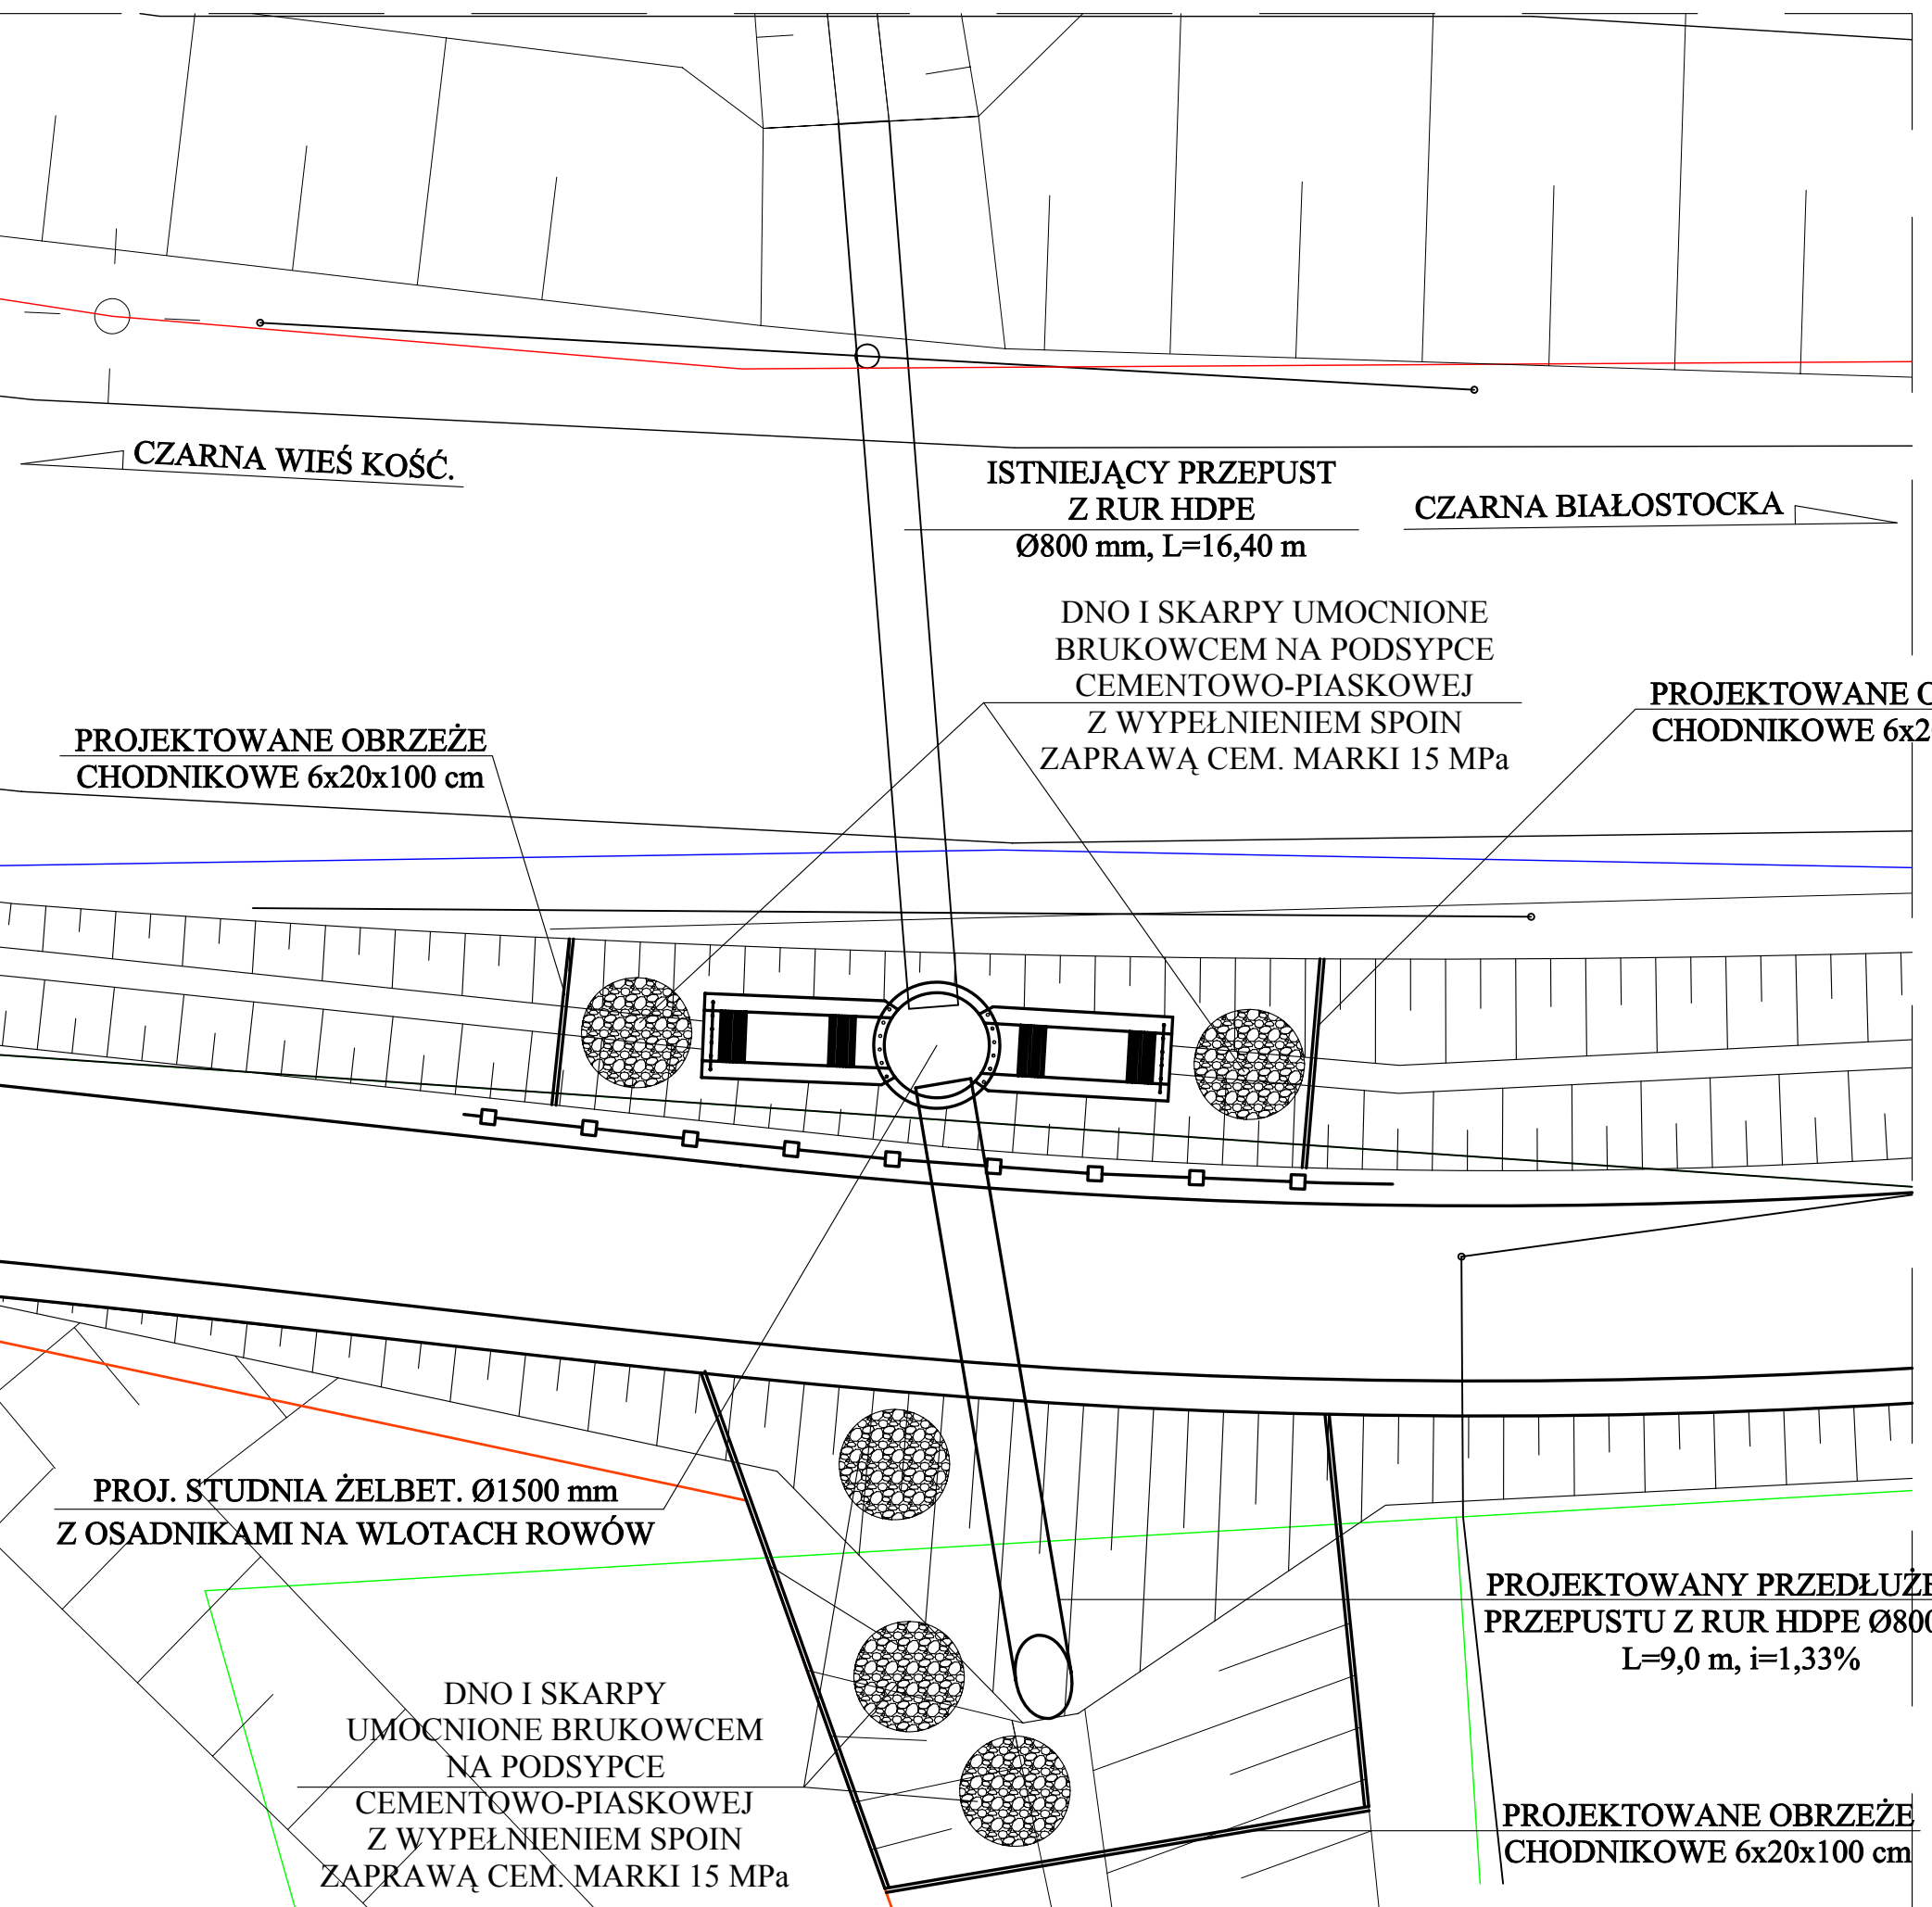 CZARNA WIEŚ KOŚĆ.
ISTNIEJĄCY PRZEPUST
Z RUR HDPE
Ø800 mm, L=16,40 m
CZARNA BIAŁOSTOCKA
DNO I SKARPY UMOCNIONE
BRUKOWCEM NA PODSYPCE
CEMENTOWO-PIASKOWEJ
Z WYPEŁNIENIEM SPOIN
ZAPRAWĄ CEM. MARKI 15 MPa
PROJEKTOWANE
CHODNIKOWE 6x2
PROJEKTOWANE OBRZEŻE
CHODNIKOWE 6x20x100 cm
PROJ. STUDNIA ŻELBET. Ø1500 mm
Z OSADNIKAMI NA WLOTACH ROWÓW
PROJEKTOWANY PRZEDŁUŻE
PRZEPUSTU Z RUR HDPE Ø800
L=9,0 m, i=1,33%
DNO I SKARPY
UMOCNIONE BRUKOWCEM
NA PODSYPCE
CEMENTOWO-PIASKOWEJ
Z WYPEŁNIENIEM SPOIN
ZAPRAWĄ CEM. MARKI 15 MPa
PROJEKTOWANE OBRZEŻE
CHODNIKOWE 6x20x100 cm